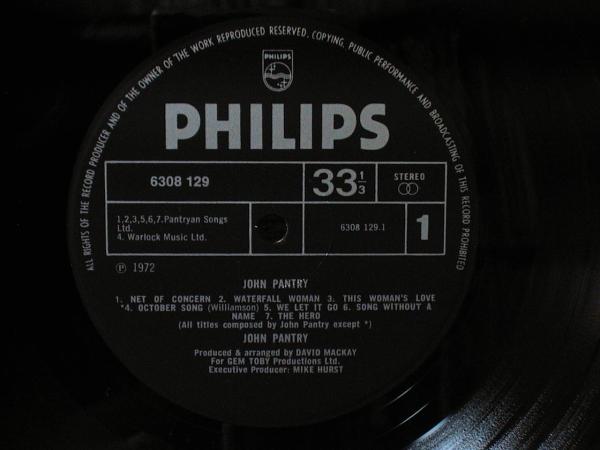 ALL RIGHTS OF THE RECORD PRODUCER AND OF THE OWNER OF THE WORK REPRODUCED RESERVED. COPYING, PUBLIC PERFORMANCE AND BROADCASTING OF THIS RECORD PROHIBITED
PHILIPS
PHILIPS
6308 129
33 1/3
STEREO
1,2,3,5,6,7.Pantryan Songs
Ltd.
4. Warlock Music Ltd.
6308 129.1
1
Ⓟ 1972
JOHN PANTRY
1. NET OF CONCERN 2. WATERFALL WOMAN 3. THIS WOMAN'S LOVE
*4. OCTOBER SONG (Williamson) 5. WE LET IT GO 6. SONG WITHOUT A
NAME 7. THE HERO
(All titles composed by John Pantry except *)
JOHN PANTRY
Produced & arranged by DAVID MACKAY
For GEM TOBY Productions Ltd.
Executive Producer: MIKE HURST